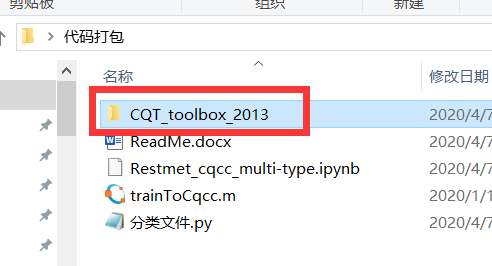 剪贴板 组织 新建
代码打包
名称 修改日期
CQT_toolbox_2013 2020/4/7
ReadMe.docx 2020/4/7
Restmet_cqcc_multi-type.ipynb 2020/4/7
trainToCqcc.m 2020/1/1
分类文件.py 2020/4/7